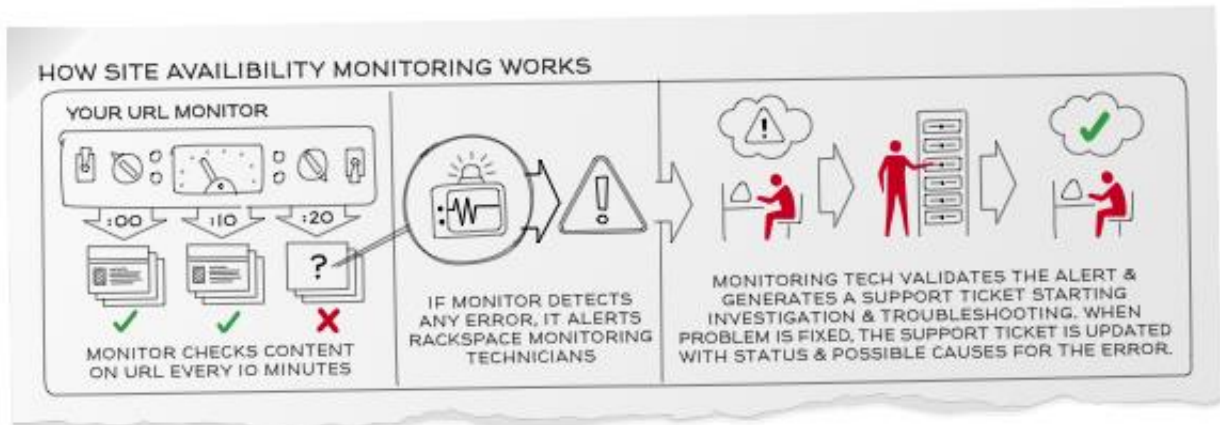 HOW SITE AVAILIBILITY MONITORING WORKS
YOUR URL MONITOR
:00
:10
:20
?
MONITOR CHECKS CONTENT
ON URL EVERY 10 MINUTES
!
IF MONITOR DETECTS
ANY ERROR, IT ALERTS
RACKSPACE MONITORING
TECHNICIANS
!
MONITORING TECH VALIDATES THE ALERT &
GENERATES A SUPPORT TICKET STARTING
INVESTIGATION & TROUBLESHOOTING. WHEN
PROBLEM IS FIXED, THE SUPPORT TICKET IS UPDATED
WITH STATUS & POSSIBLE CAUSES FOR THE ERROR.